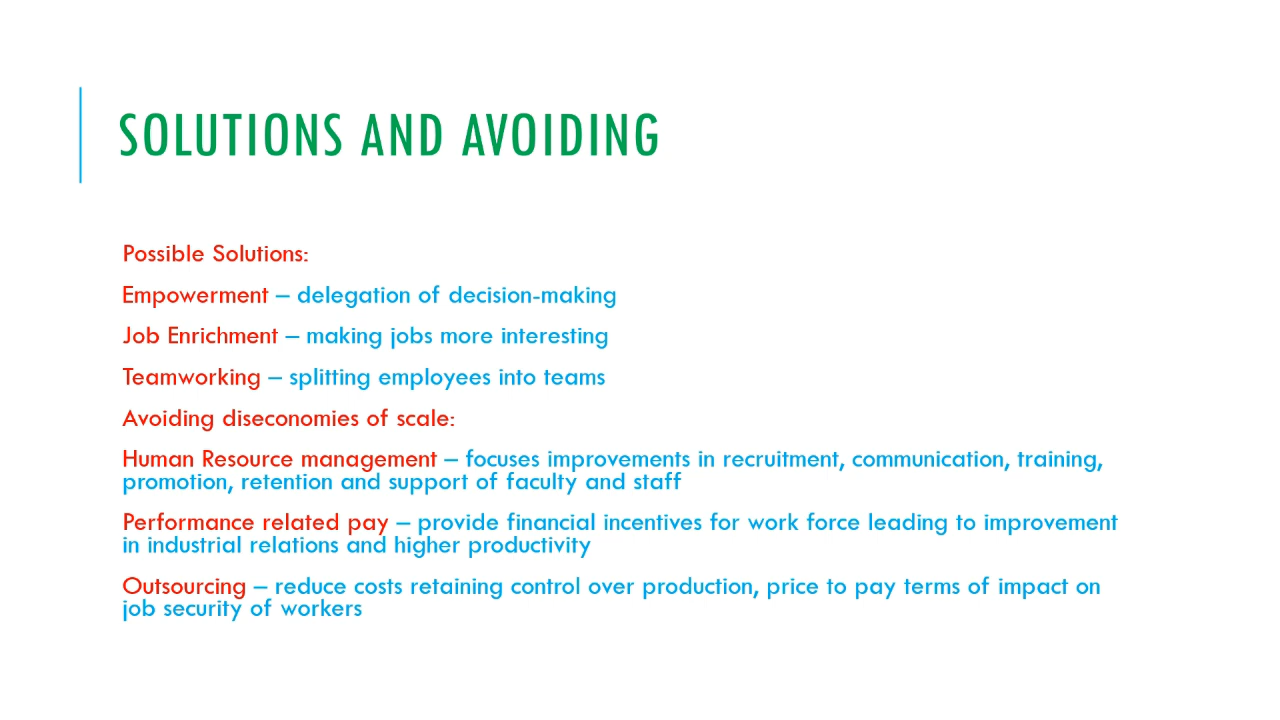 SOLUTIONS AND AVOIDING
Possible Solutions:
Empowerment – delegation of decision-making
Job Enrichment – making jobs more interesting
Teamworking – splitting employees into teams
Avoiding diseconomies of scale:
Human Resource management – focuses improvements in recruitment, communication, training,
promotion, retention and support of faculty and staff
Performance related pay – provide financial incentives for work force leading to improvement
in industrial relations and higher productivity
Outsourcing – reduce costs retaining control over production, price to pay terms of impact on
job security of workers